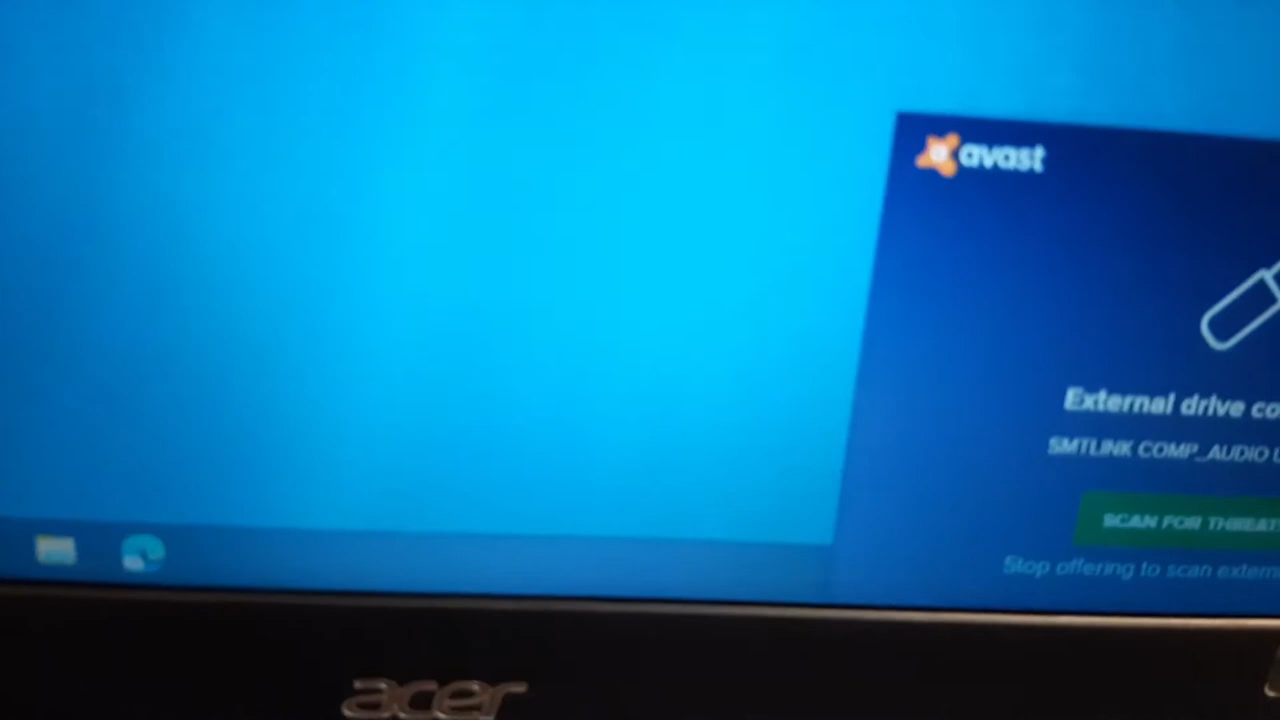 avast
External drive co
SMTLINK COMP_AUDIO
SCAN FOR THREAT
Stop offering to scan extern
acer